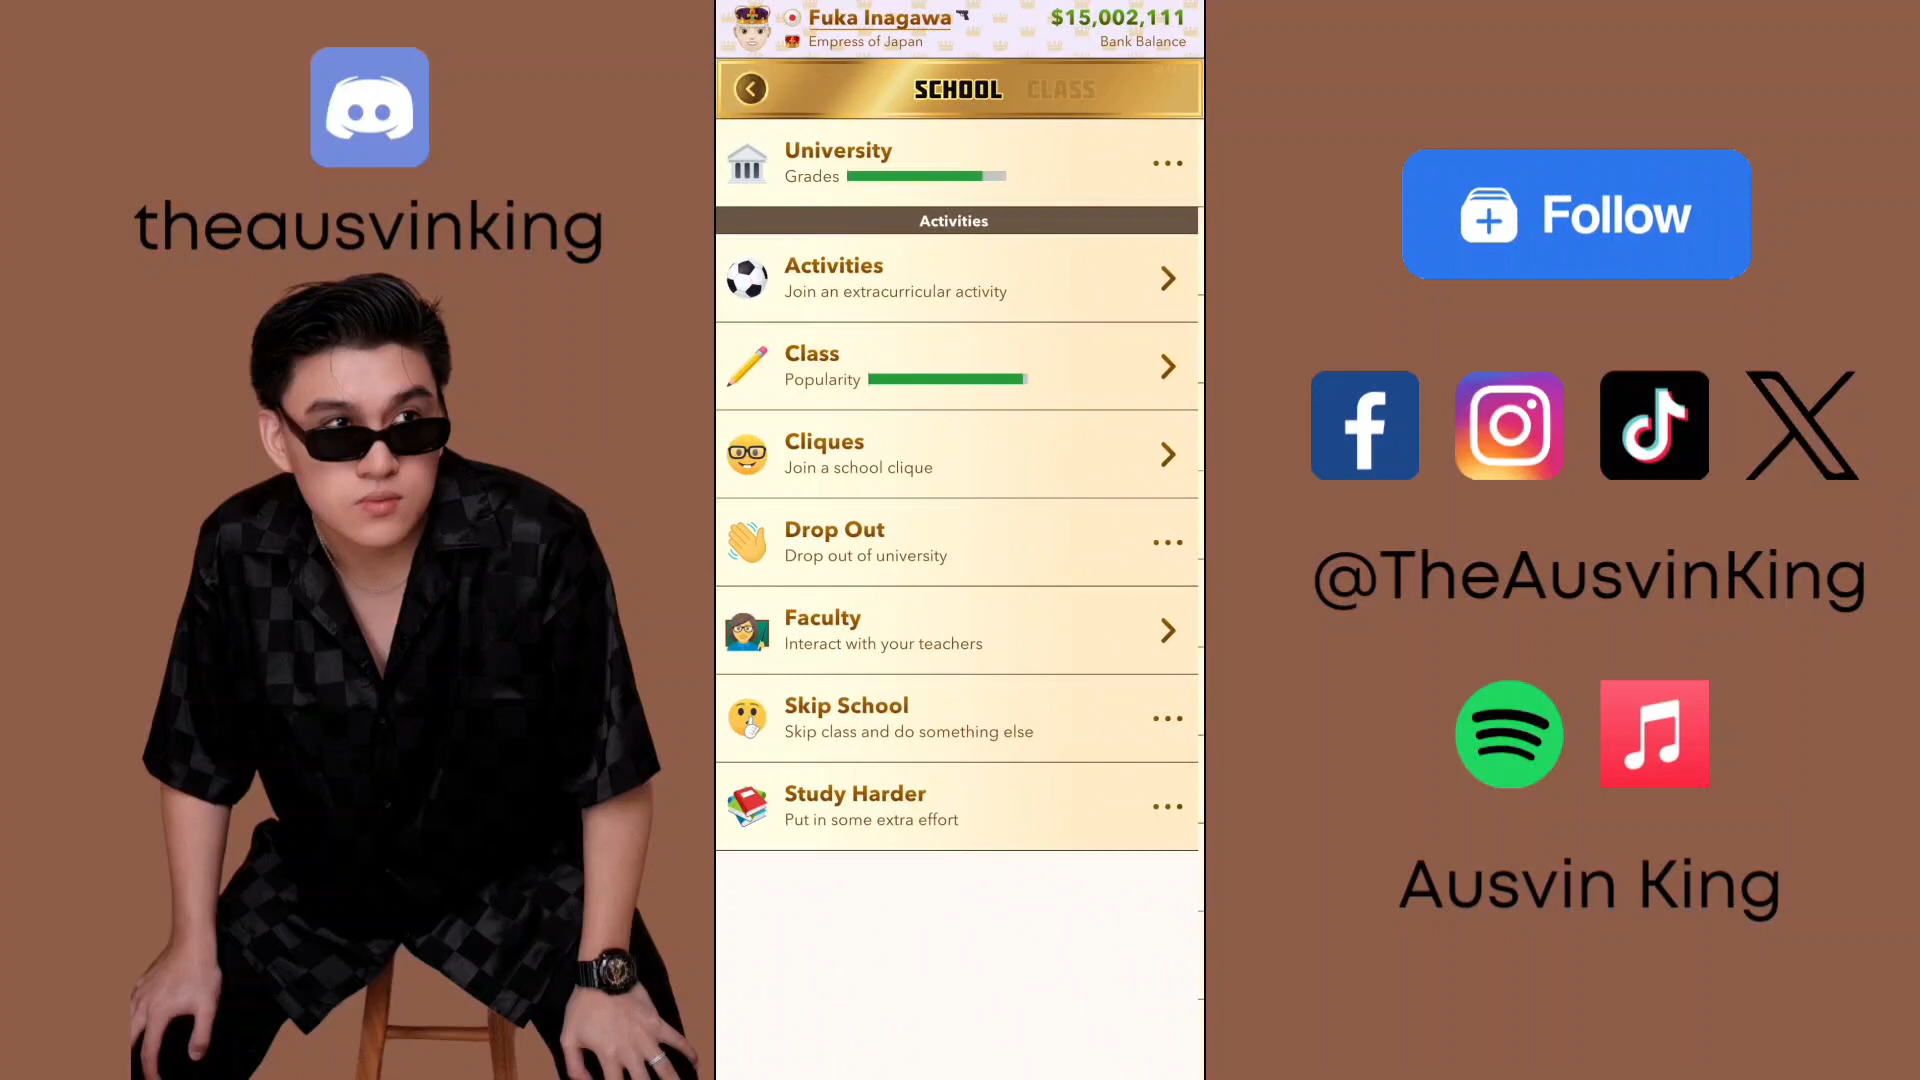 theausvinking
Fuka Inagawa
Empress of Japan
$15,002,111
Bank Balance
SCHOOL CLASS
University
Grades
Activities
Activities
Join an extracurricular activity
Class
Popularity
Cliques
Join a school clique
Drop Out
Drop out of university
Faculty
Interact with your teachers
Skip School
Skip class and do something else
Study Harder
Put in some extra effort
Follow
@TheAusvinKing
Ausvin King